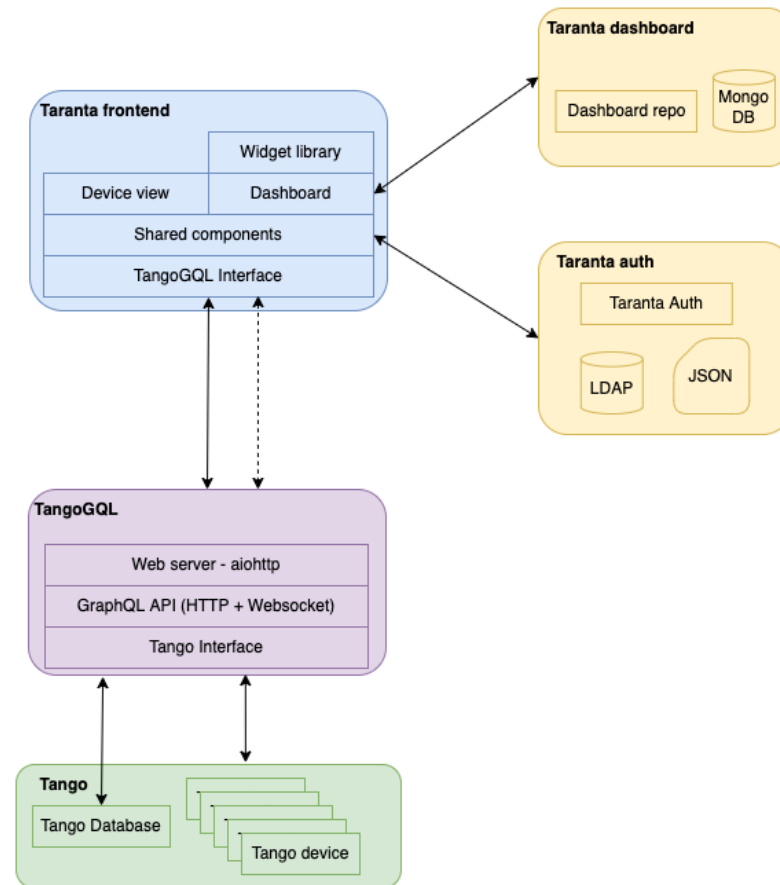 Taranta dashboard
Dashboard repo
Mongo
DB
Taranta frontend
Widget library
Device view
Dashboard
Shared components
TangoGQL Interface
Taranta auth
Taranta Auth
LDAP
JSON
TangoGQL
Web server - aiohttp
GraphQL API (HTTP + Websocket)
Tango Interface
Tango
Tango Database
Tango device